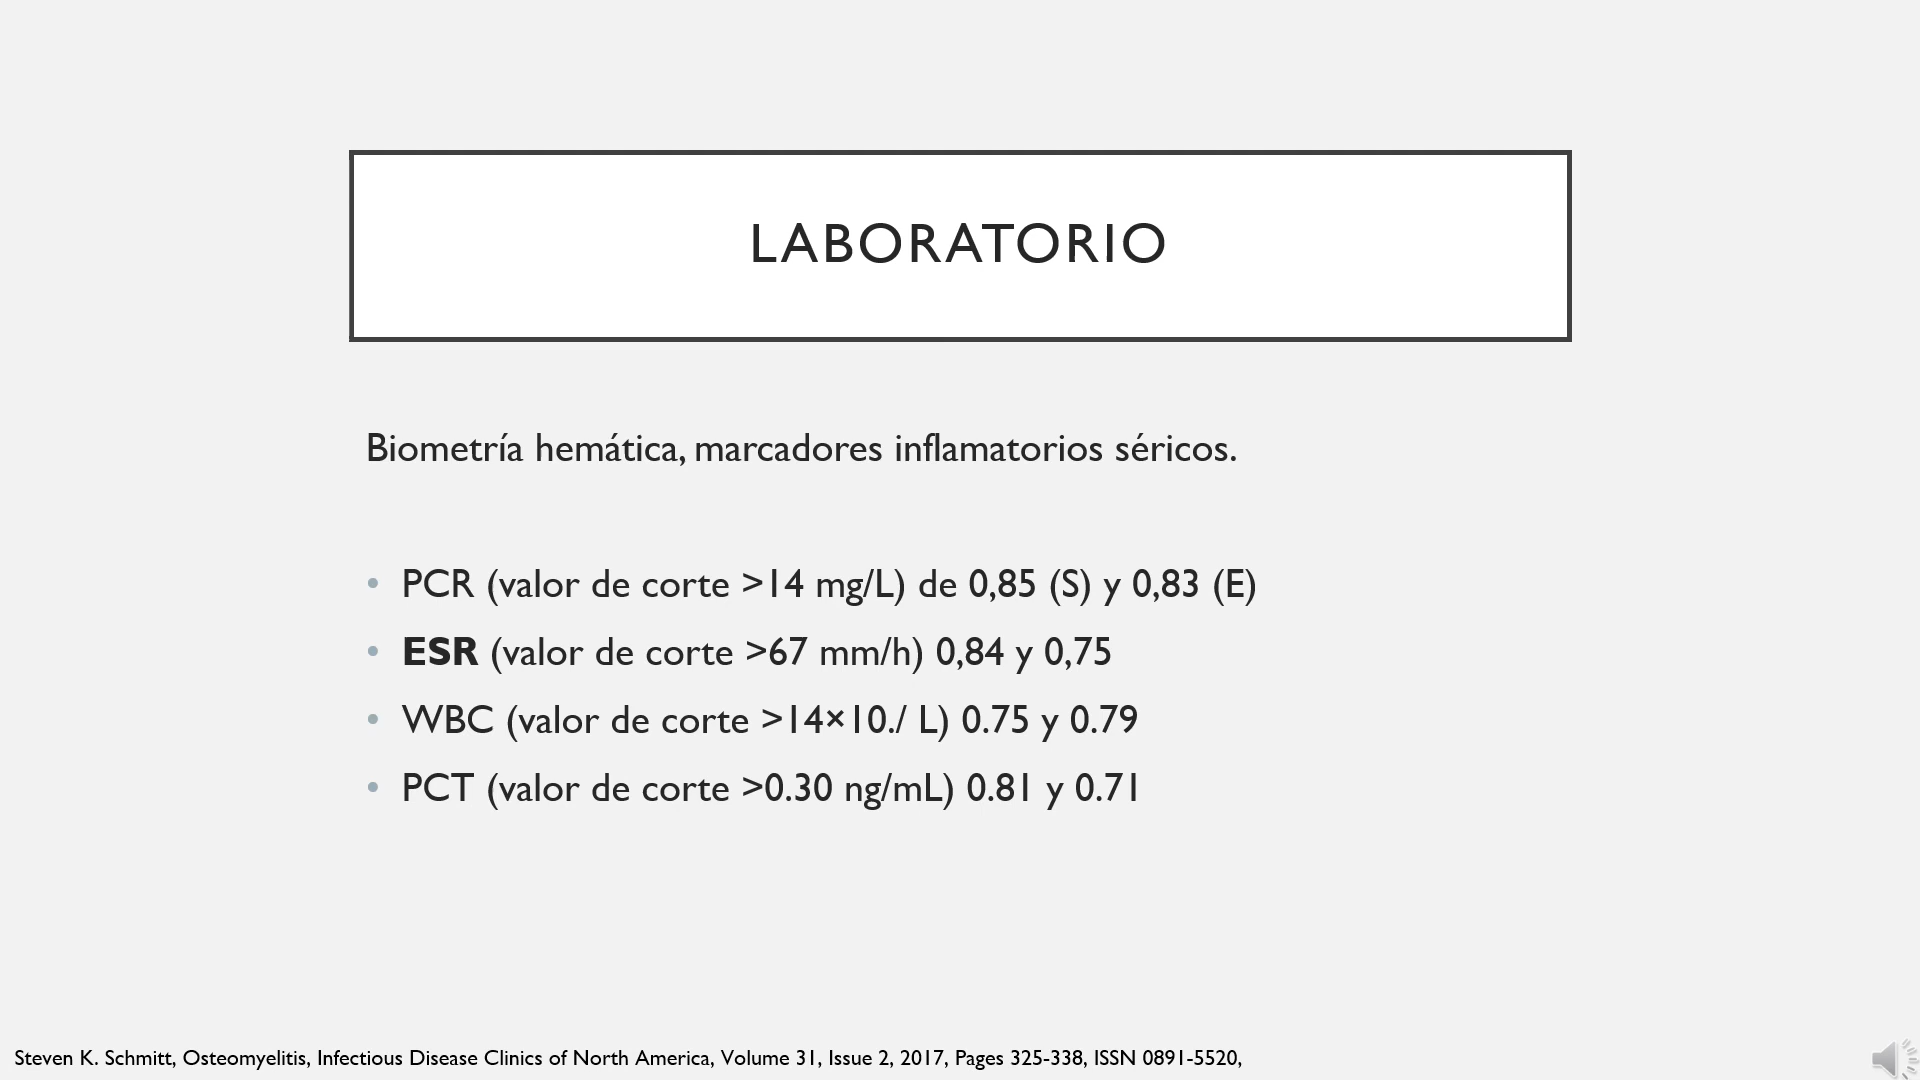 LABORATORIO
Biometría hemática, marcadores inflamatorios séricos.
• PCR (valor de corte >14 mg/L) de 0,85 (S) y 0,83 (E)
• ESR (valor de corte >67 mm/h) 0,84 y 0,75
• WBC (valor de corte >14×10./ L) 0.75 y 0.79
• PCT (valor de corte >0.30 ng/mL) 0.81 y 0.71
Steven K. Schmitt, Osteomyelitis, Infectious Disease Clinics of North America, Volume 31, Issue 2, 2017, Pages 325-338, ISSN 0891-5520,